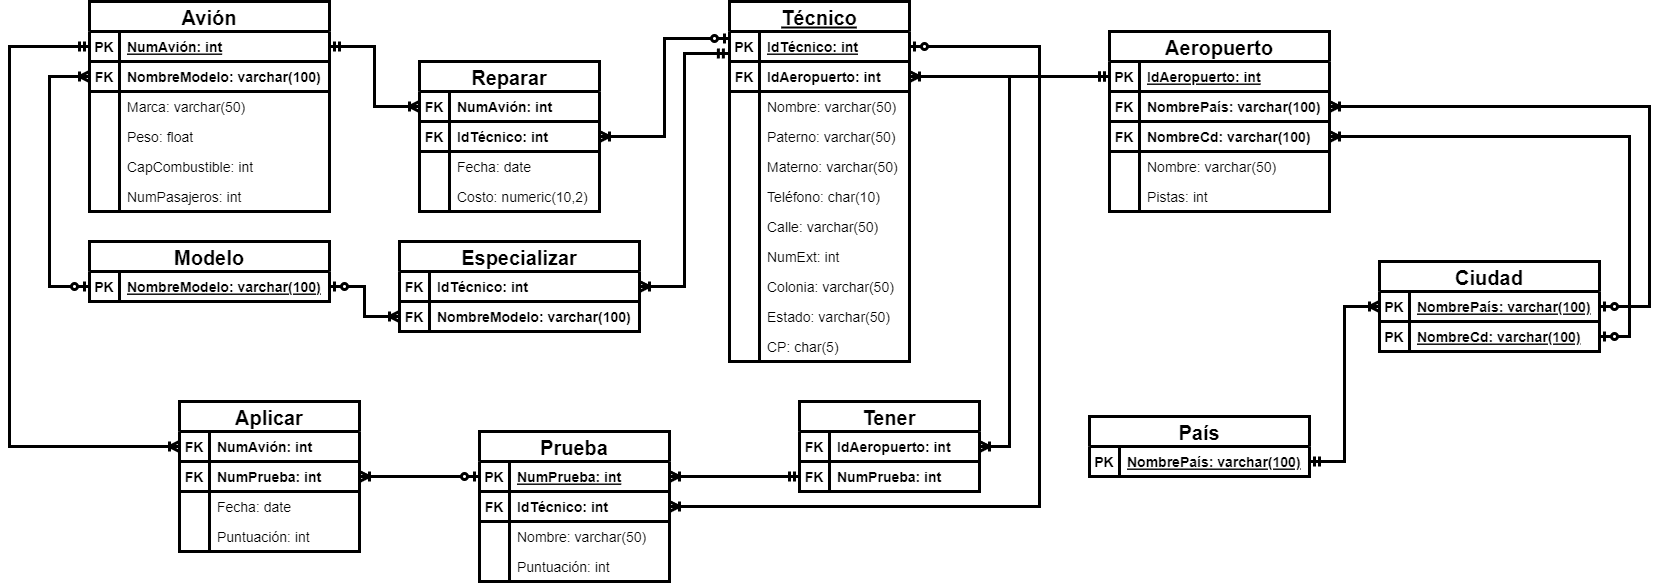 Avión
PK NumAvión: int
FK NombreModelo: varchar(100)
Marca: varchar(50)
Peso: float
CapCombustible: int
NumPasajeros: int
Reparar
FK NumAvión: int
FK IdTécnico: int
Fecha: date
Costo: numeric(10,2)
Técnico
PK IdTécnico: int
FK IdAeropuerto: int
Nombre: varchar(50)
Paterno: varchar(50)
Materno: varchar(50)
Teléfono: char(10)
Calle: varchar(50)
NumExt: int
Colonia: varchar(50)
Estado: varchar(50)
CP: char(5)
Aeropuerto
PK IdAeropuerto: int
FK NombrePaís: varchar(100)
FK NombreCd: varchar(100)
Nombre: varchar(50)
Pistas: int
Modelo
PK NombreModelo: varchar(100)
Especializar
FK IdTécnico: int
FK NombreModelo: varchar(100)
Ciudad
PK NombrePaís: varchar(100)
PK NombreCd: varchar(100)
Aplicar
FK NumAvión: int
FK NumPrueba: int
Fecha: date
Puntuación: int
Prueba
PK NumPrueba: int
FK IdTécnico: int
Nombre: varchar(50)
Puntuación: int
Tener
FK IdAeropuerto: int
FK NumPrueba: int
País
PK NombrePaís: varchar(100)